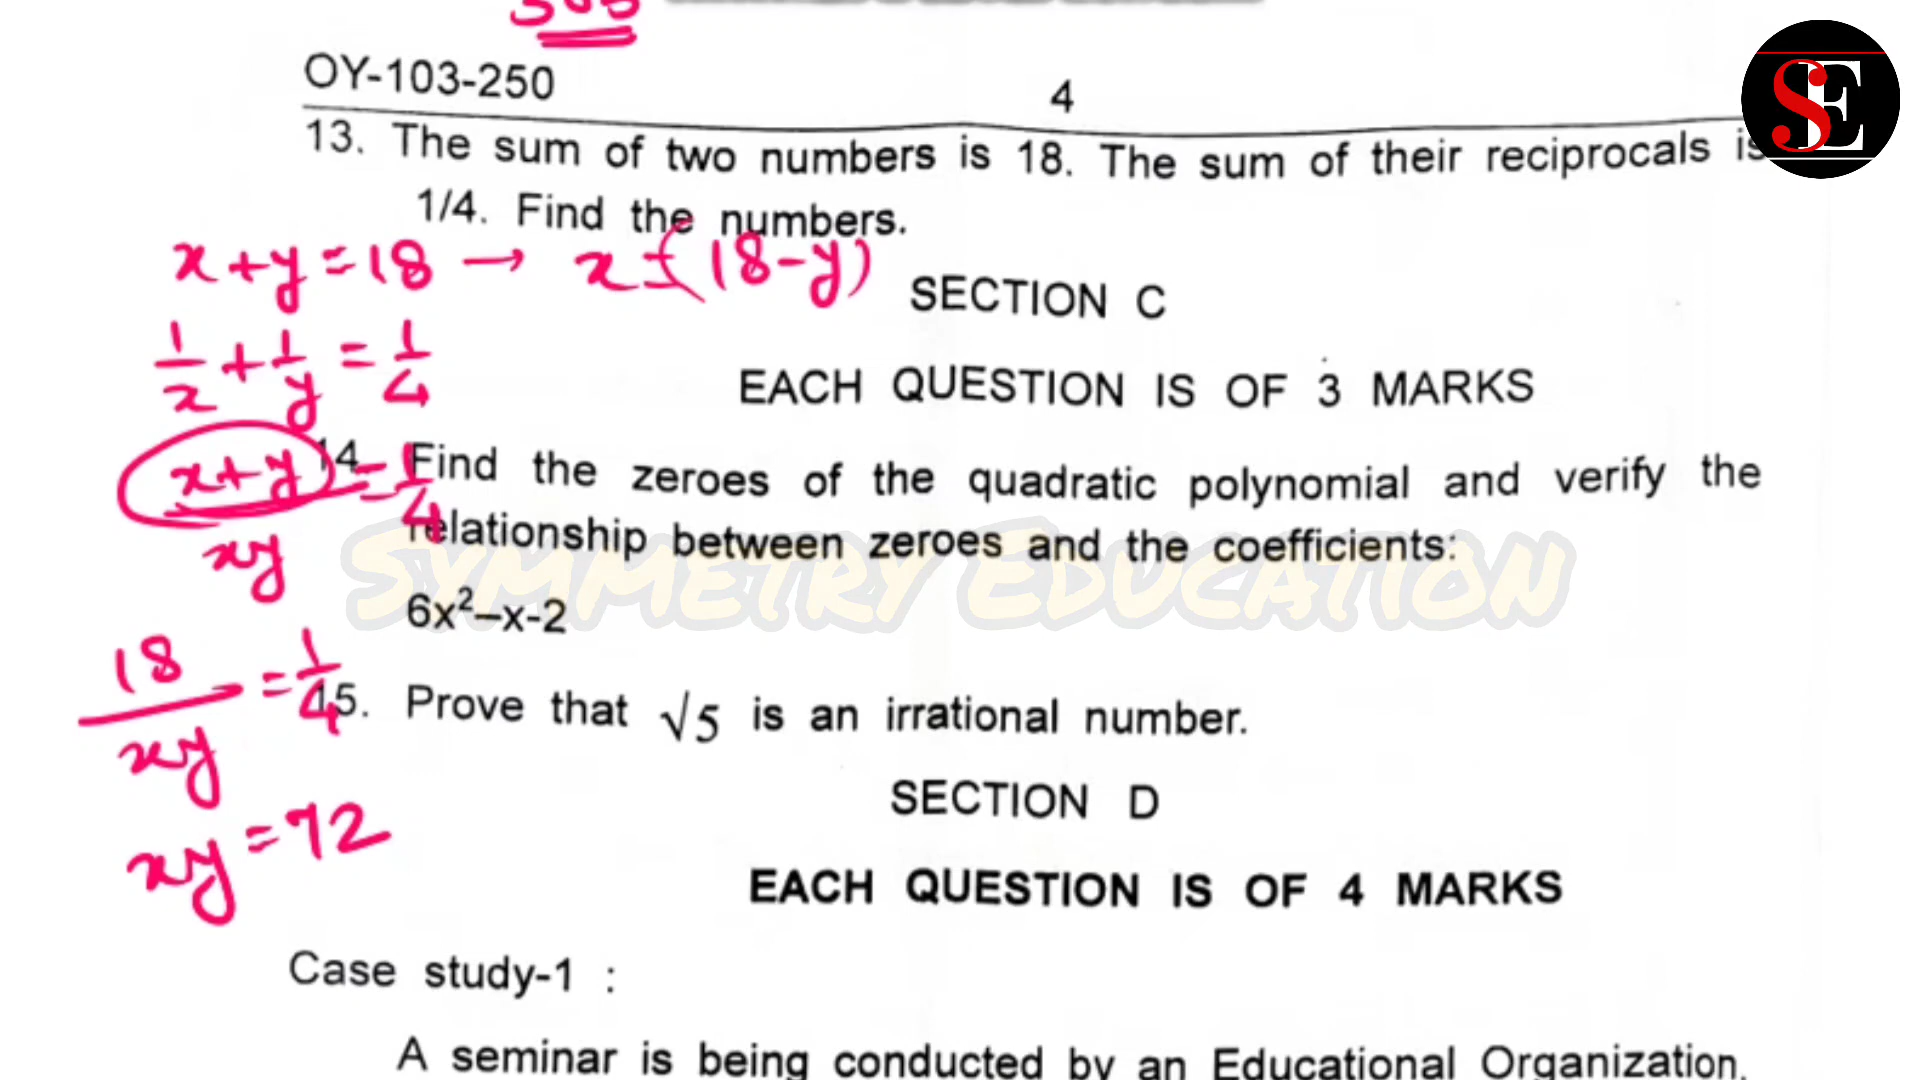 OY-103-250
4
SE
13. The sum of two numbers is 18. The sum of their reciprocals is
1/4. Find the numbers.
x+y=18 → x=(18-y)
SECTION C
1/x + 1/y = 1/4
EACH QUESTION IS OF 3 MARKS
x+y/xy = 1/4
14. Find the zeroes of the quadratic polynomial and verify the
relationship between zeroes and the coefficients:
SYMMETRY EDUCATION
6x²–x-2
18/xy = 1/4
15. Prove that √5 is an irrational number.
xy=72
SECTION D
EACH QUESTION IS OF 4 MARKS
Case study-1 :
A seminar is being conducted by an Educational Organization,